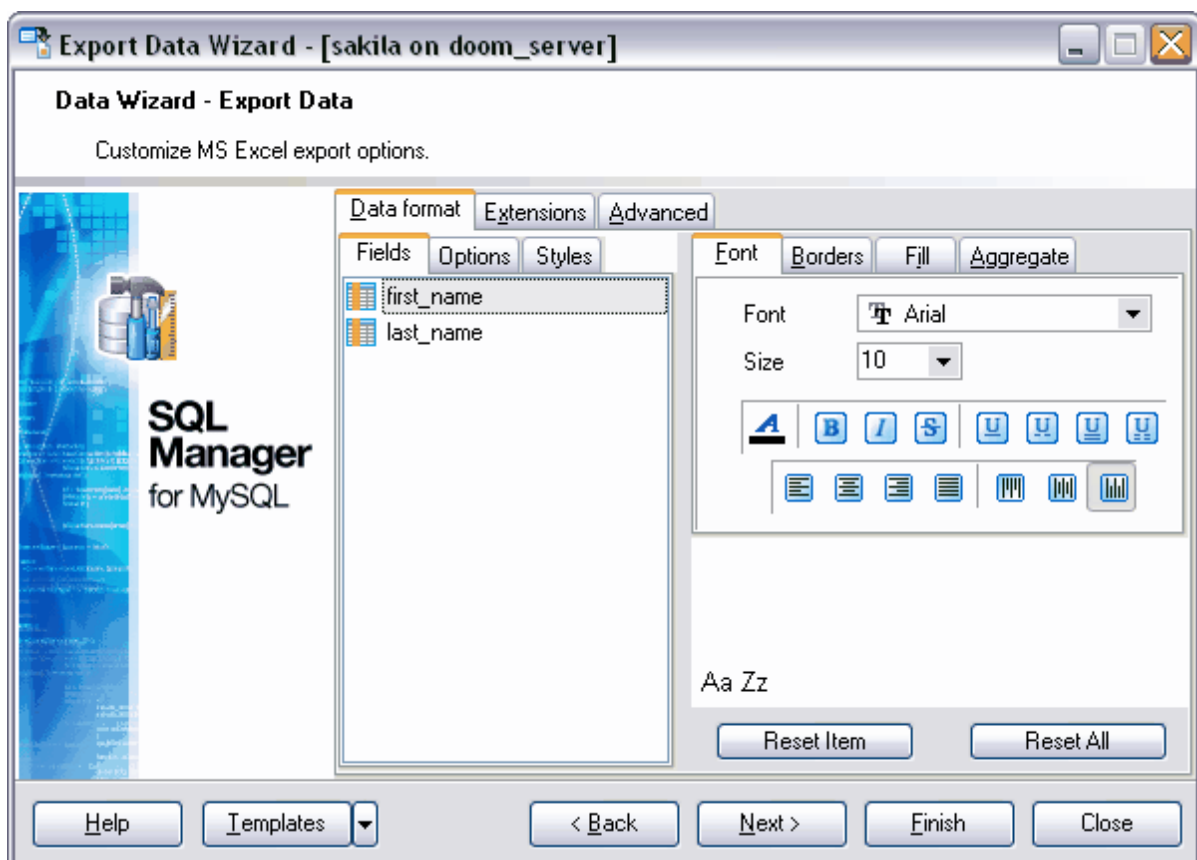 Export Data Wizard - [sakila on doom_server]
Data Wizard - Export Data
Customize MS Excel export options.
SQL
Manager
for MySQL
Data format Extensions Advanced
Fields Options Styles
first_name
last_name
Font Borders Fill Aggregate
Font Arial
Size 10
A B I S U U U U
Aa Zz
Reset Item Reset All
Help Templates < Back Next > Finish Close